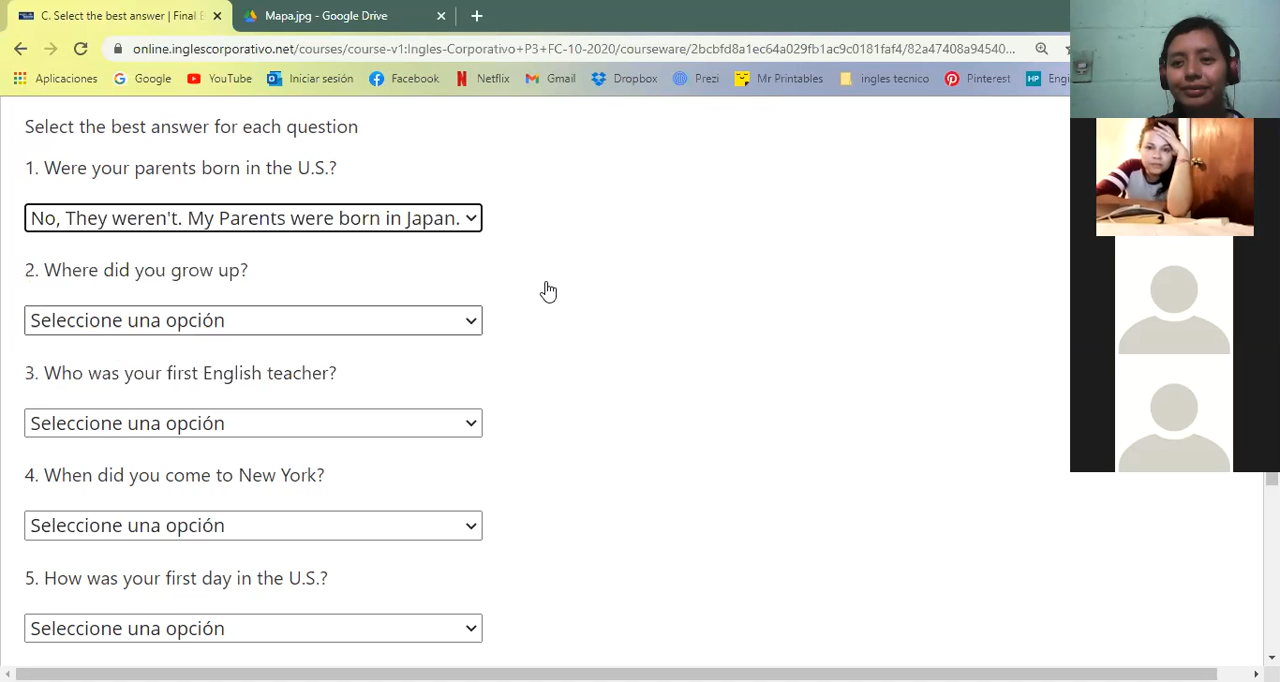 C. Select the best answer | Final E
Mapa.jpg - Google Drive
online.inglescorporativo.net/courses/course-v1:Ingles-Corporativo+P3+FC-10-2020/courseware/2bcbfd8a1ec64a029fb1ac9c0181faf4/82a47408a94540...
Aplicaciones Google YouTube Iniciar sesión Facebook Netflix Gmail Dropbox Prezi Mr Printables ingles tecnico Pinterest HP Engl
Select the best answer for each question
1. Were your parents born in the U.S.?
No, They weren't. My Parents were born in Japan.
2. Where did you grow up?
Seleccione una opción
3. Who was your first English teacher?
Seleccione una opción
4. When did you come to New York?
Seleccione una opción
5. How was your first day in the U.S.?
Seleccione una opción